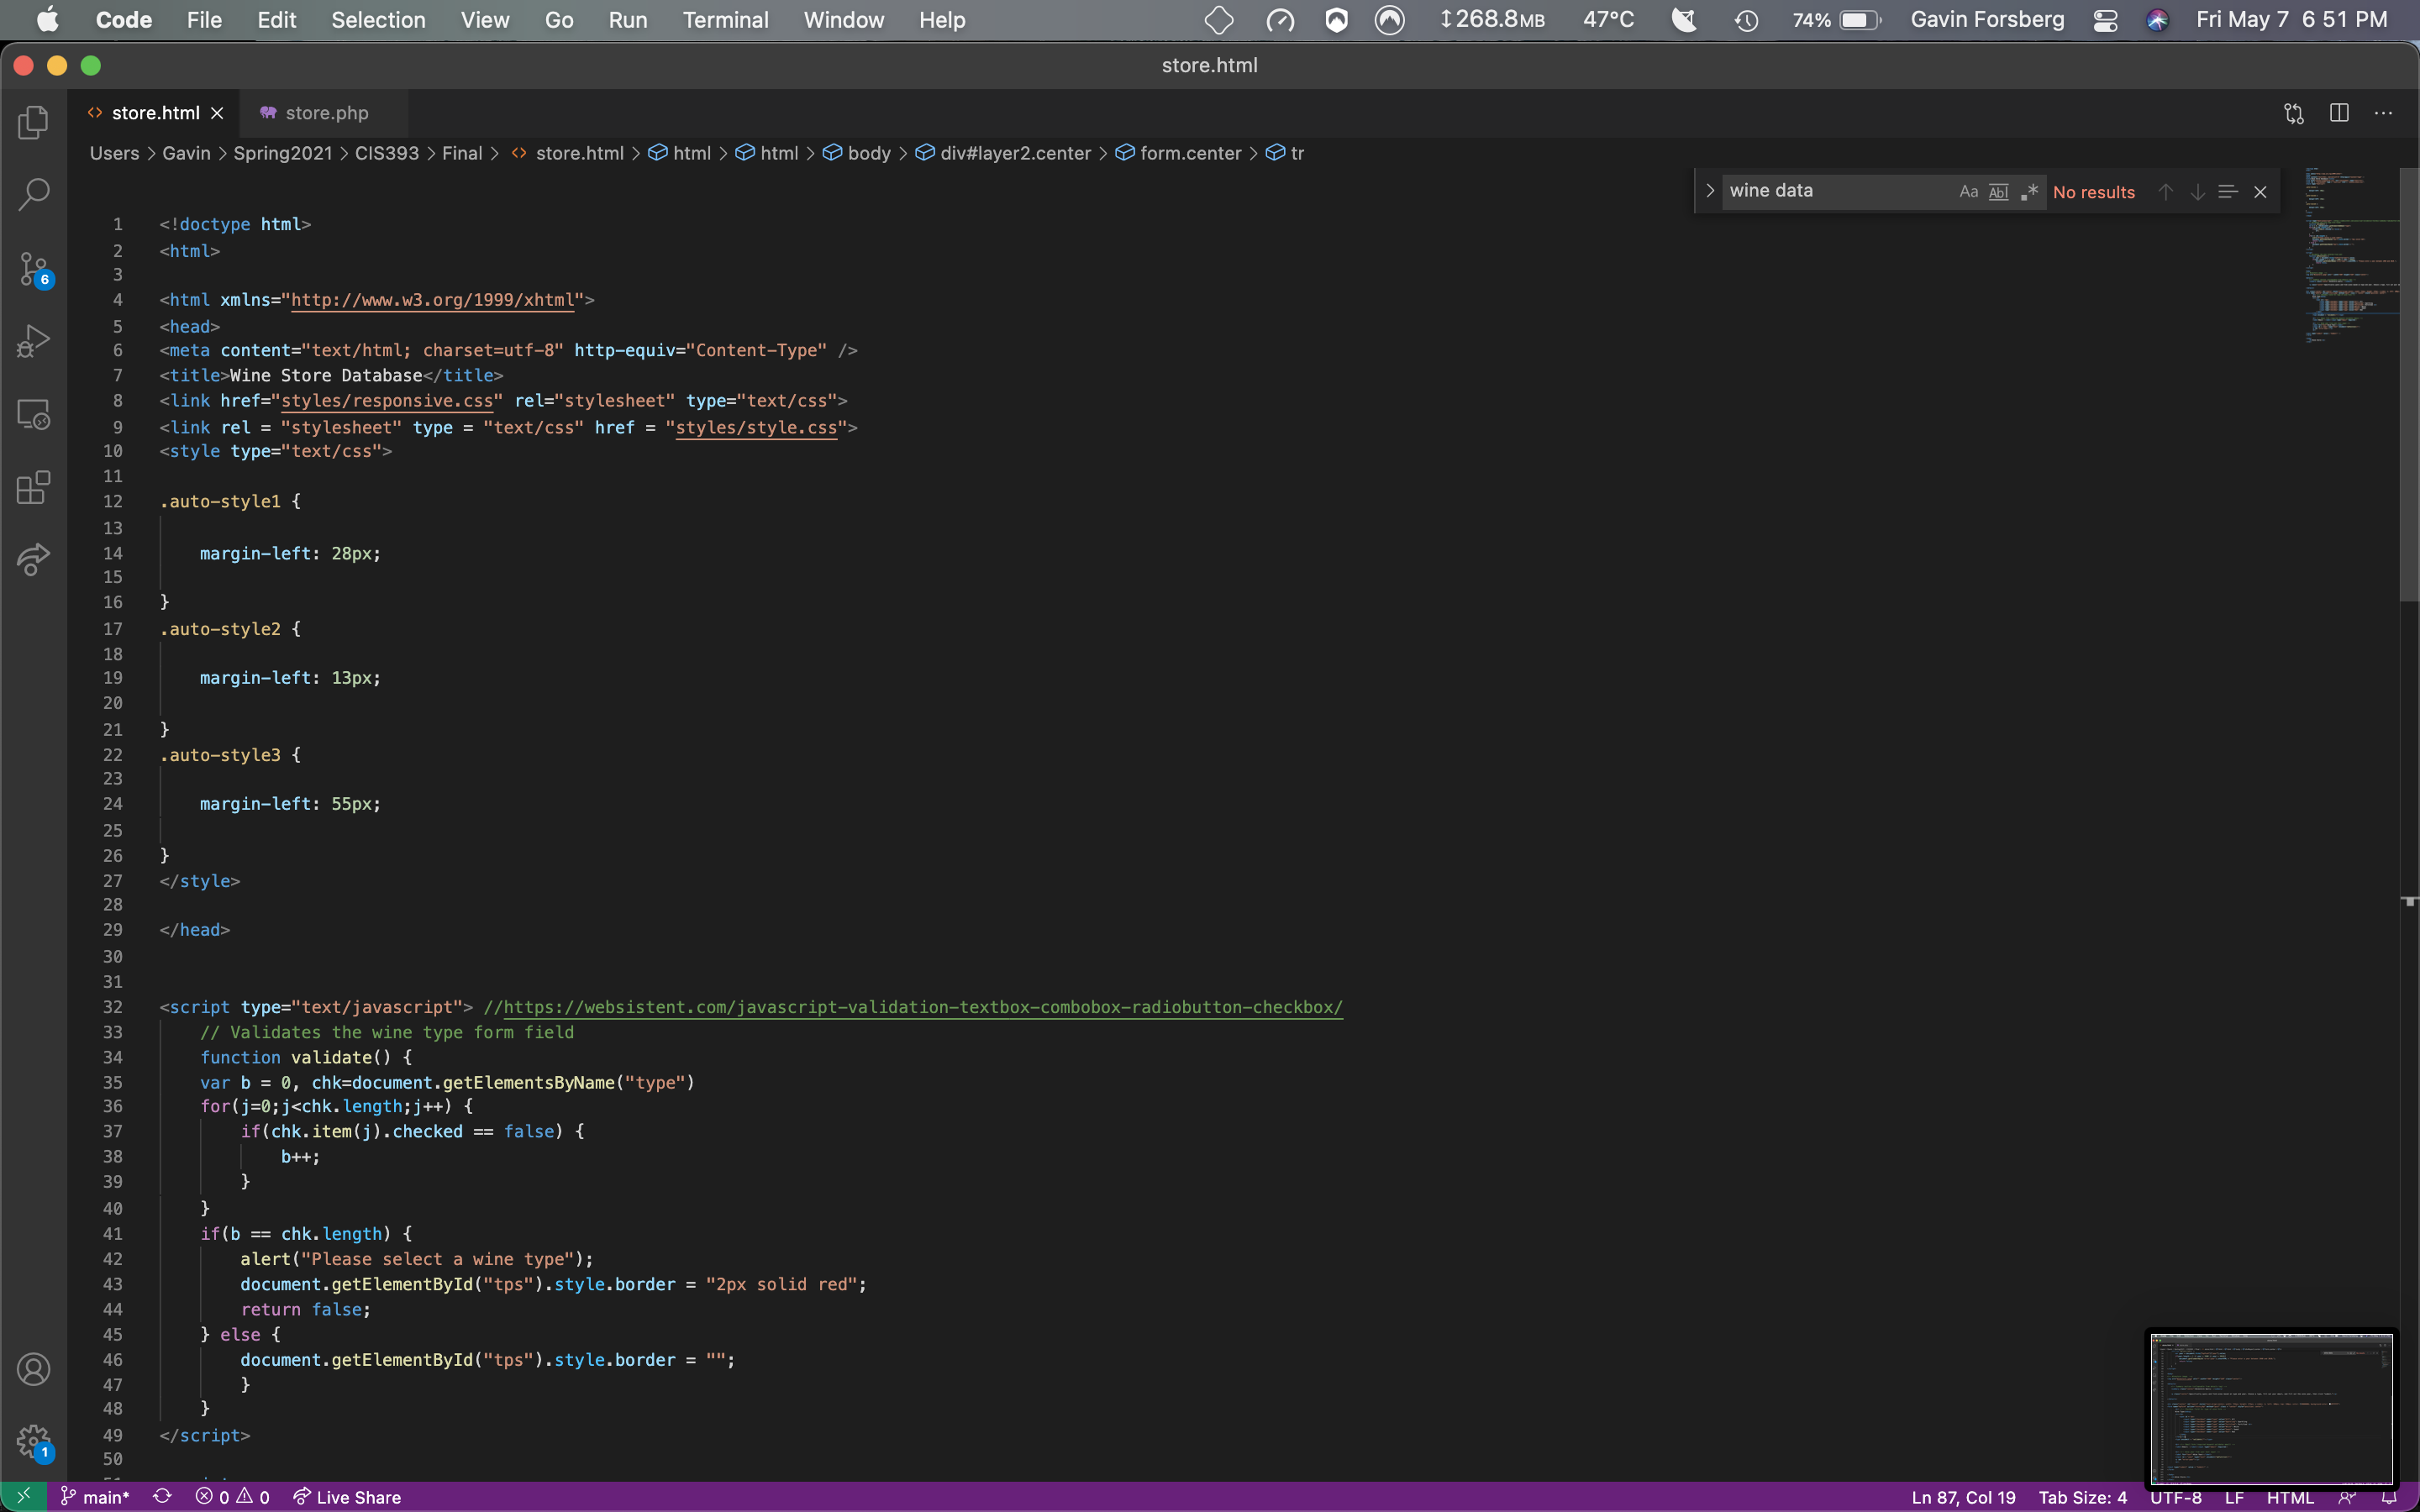 Code File Edit Selection View Go Run Terminal Window Help ↕268.8MB 47°C 74% Gavin Forsberg Fri May 7 6 51 PM
store.html
store.html store.php
Users > Gavin > Spring2021 > CIS393 > Final > store.html > html > html > body > div#layer2.center > form.center > tr
wine data Aa Abl .* No results
1 <!doctype html>
2 <html>
3
4 <html xmlns="http://www.w3.org/1999/xhtml">
5 <head>
6 <meta content="text/html; charset=utf-8" http-equiv="Content-Type" />
7 <title>Wine Store Database</title>
8 <link href="styles/responsive.css" rel="stylesheet" type="text/css">
9 <link rel = "stylesheet" type = "text/css" href = "styles/style.css">
10 <style type="text/css">
11
12 .auto-style1 {
13
14 margin-left: 28px;
15
16 }
17 .auto-style2 {
18
19 margin-left: 13px;
20
21 }
22 .auto-style3 {
23
24 margin-left: 55px;
25
26 }
27 </style>
28
29 </head>
30
31
32 <script type="text/javascript"> //https://websistent.com/javascript-validation-textbox-combobox-radiobutton-checkbox/
33 // Validates the wine type form field
34 function validate() {
35 var b = 0, chk=document.getElementsByName("type")
36 for(j=0;j<chk.length;j++) {
37 if(chk.item(j).checked == false) {
38 b++;
39 }
40 }
41 if(b == chk.length) {
42 alert("Please select a wine type");
43 document.getElementById("tps").style.border = "2px solid red";
44 return false;
45 } else {
46 document.getElementById("tps").style.border = "";
47 }
48 }
49 </script>
50
6
1
main* 0 0 Live Share Ln 87, Col 19 Tab Size: 4 UTF-8 LF HTML